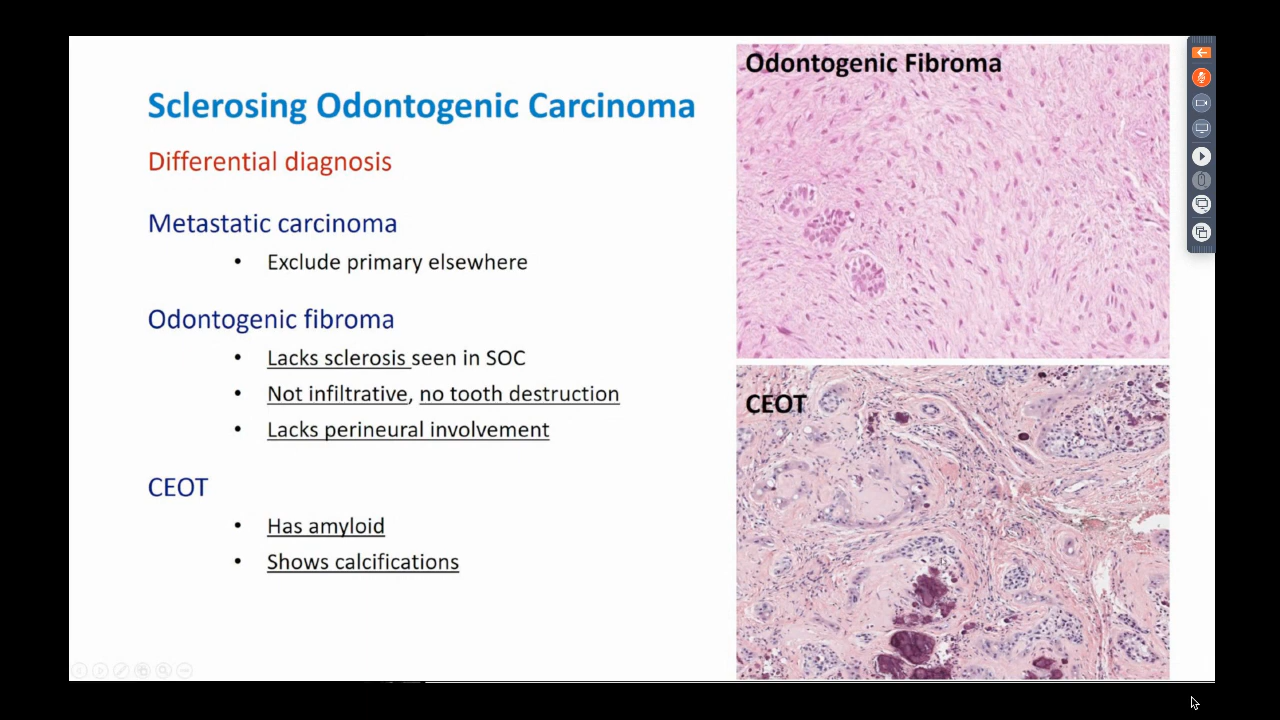 Sclerosing Odontogenic Carcinoma
Differential diagnosis
Metastatic carcinoma
• Exclude primary elsewhere
Odontogenic fibroma
• Lacks sclerosis seen in SOC
• Not infiltrative, no tooth destruction
• Lacks perineural involvement
CEOT
• Has amyloid
• Shows calcifications
Odontogenic Fibroma
CEOT